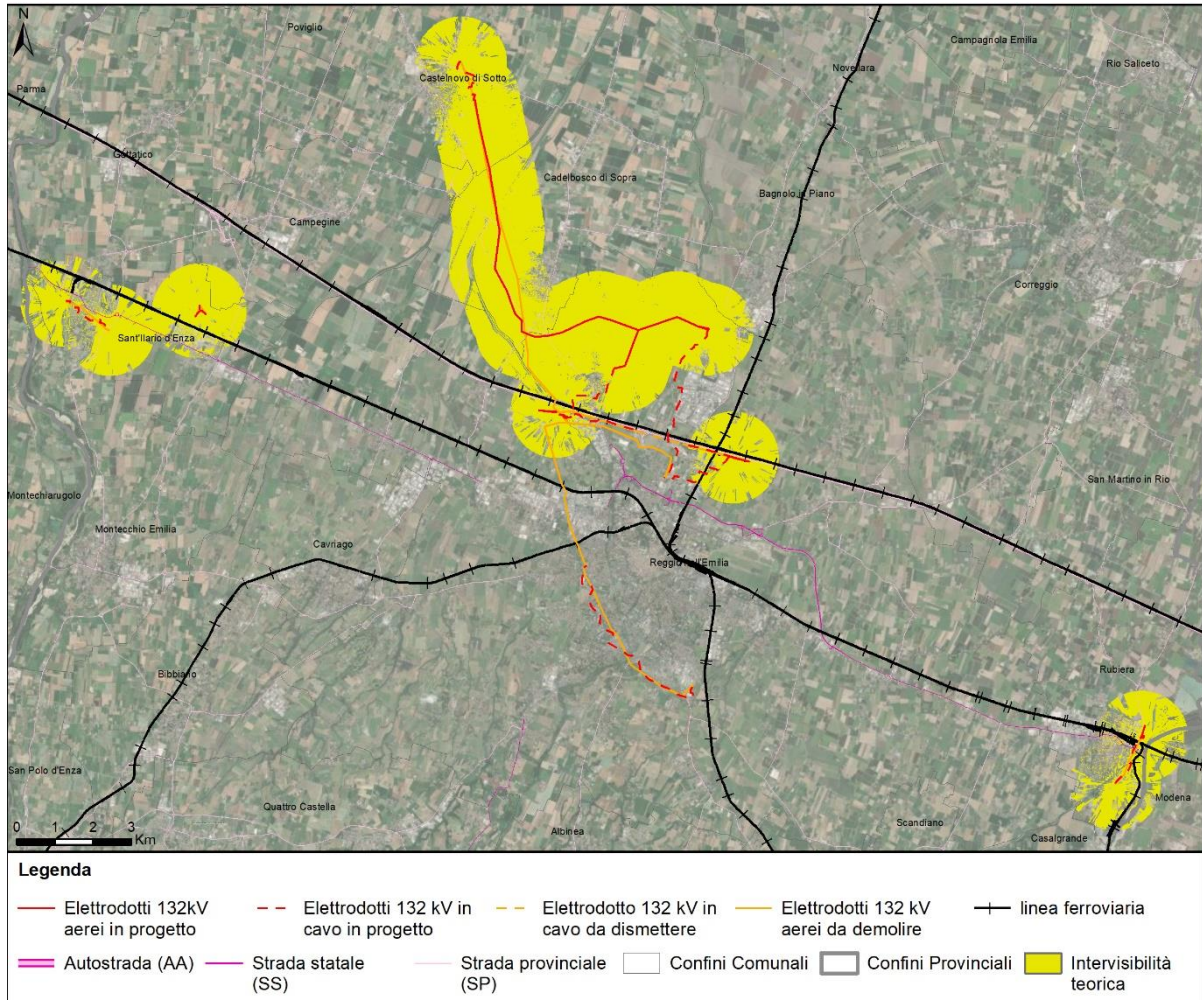 N
Poviglio
Campagnola Emilia
Rio Saliceto
Novellara
Castelnovo di Sotto
Parma
Gattatico
Cadelbosco di Sopra
Bagnolo in Piano
Campegine
Correggio
Sant'Ilario d'Enza
San Martino in Rio
Montechiarugolo
Montecchio Emilia
Cavriago
Reggio nell'Emilia
Bibbiano
Rubiera
San Polo d'Enza
Quattro Castella
Albinea
Scandiano
Modena
Casalgrande
0 1 2 3
Km
Legenda
Elettrodotti 132kV aerei in progetto
Elettrodotti 132 kV in cavo in progetto
Elettrodotto 132 kV in cavo da dismettere
Elettrodotti 132 kV aerei da demolire
linea ferroviaria
Autostrada (AA)
Strada statale (SS)
Strada provinciale (SP)
Confini Comunali
Confini Provinciali
Intervisibilità teorica